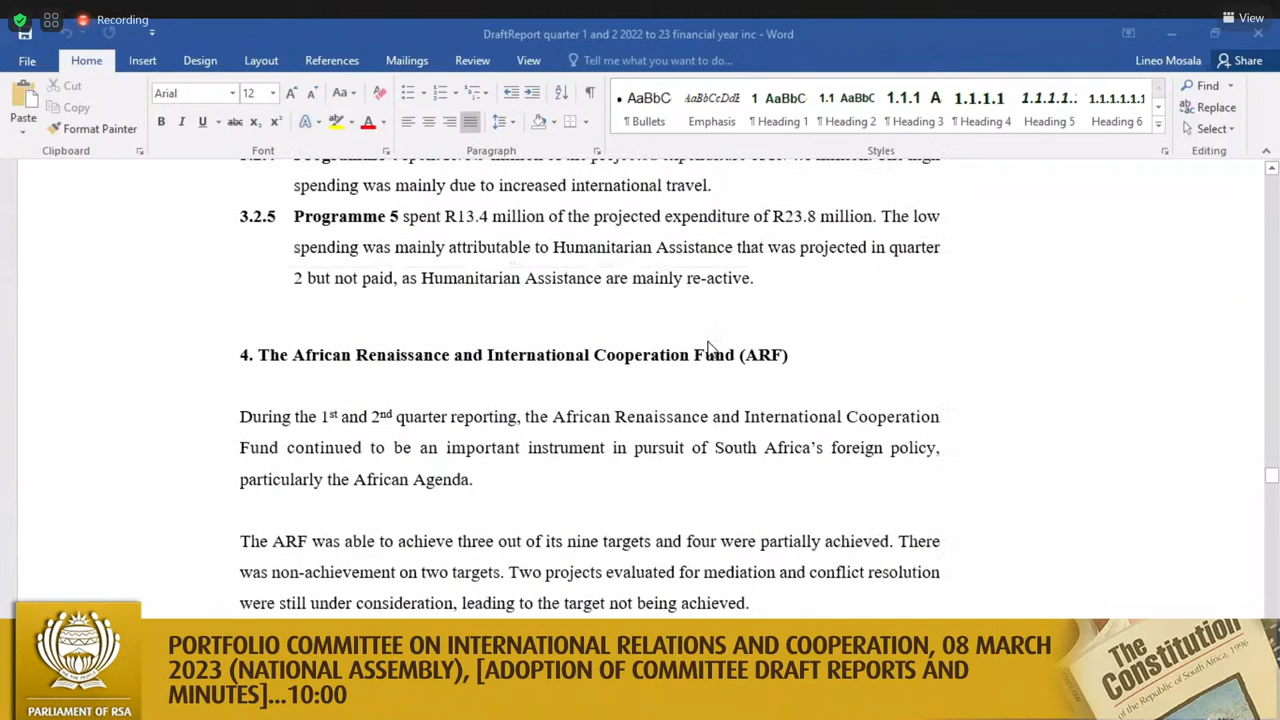 Recording
View
DraftReport quarter 1 and 2 2022 to 23 financial year inc - Word
File Home Insert Design Layout References Mailings Review View Tell me what you want to do... Lineo Mosala Share
Cut
Copy
Format Painter
Paste
Clipboard
Arial 12
Font
Paragraph
AaBbC AaBbCcDdE 1 AaBbC 1.1 AaBbC 1.1.1 A 1.1.1.1 1.1.1.1. 1.1.1.1.1
¶ Bullets Emphasis ¶ Heading 1 ¶ Heading 2 ¶ Heading 3 ¶ Heading 4 ¶ Heading 5 ¶ Heading 6
Styles
Find
Replace
Select
Editing
spending was mainly due to increased international travel.
3.2.5 Programme 5 spent R13.4 million of the projected expenditure of R23.8 million. The low
spending was mainly attributable to Humanitarian Assistance that was projected in quarter
2 but not paid, as Humanitarian Assistance are mainly re-active.
4. The African Renaissance and International Cooperation Fund (ARF)
During the 1st and 2nd quarter reporting, the African Renaissance and International Cooperation
Fund continued to be an important instrument in pursuit of South Africa's foreign policy,
particularly the African Agenda.
The ARF was able to achieve three out of its nine targets and four were partially achieved. There
was non-achievement on two targets. Two projects evaluated for mediation and conflict resolution
were still under consideration, leading to the target not being achieved.
PARLIAMENT OF RSA
PORTFOLIO COMMITTEE ON INTERNATIONAL RELATIONS AND COOPERATION, 08 MARCH
2023 (NATIONAL ASSEMBLY), [ADOPTION OF COMMITTEE DRAFT REPORTS AND
MINUTES]...10:00
The
Constitution
of the Republic of South Africa, 1996